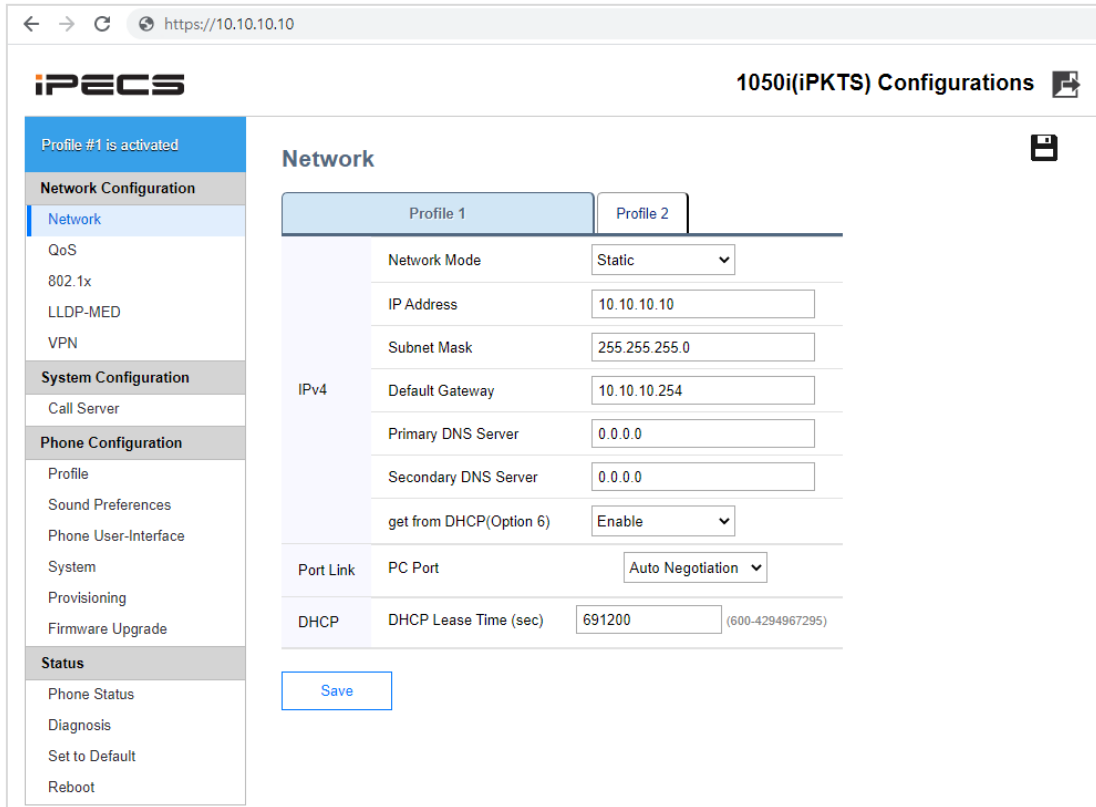 https://10.10.10.10
iPECS
1050i(iPKTS) Configurations
Profile #1 is activated
Network Configuration
Network
QoS
802.1x
LLDP-MED
VPN
System Configuration
Call Server
Phone Configuration
Profile
Sound Preferences
Phone User-Interface
System
Provisioning
Firmware Upgrade
Status
Phone Status
Diagnosis
Set to Default
Reboot
Network
Profile 1 Profile 2
IPv4
Network Mode Static
IP Address 10.10.10.10
Subnet Mask 255.255.255.0
Default Gateway 10.10.10.254
Primary DNS Server 0.0.0.0
Secondary DNS Server 0.0.0.0
get from DHCP(Option 6) Enable
Port Link PC Port Auto Negotiation
DHCP DHCP Lease Time (sec) 691200 (600-4294967295)
Save